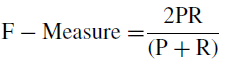 F − Measure = 2PR / (P + R)